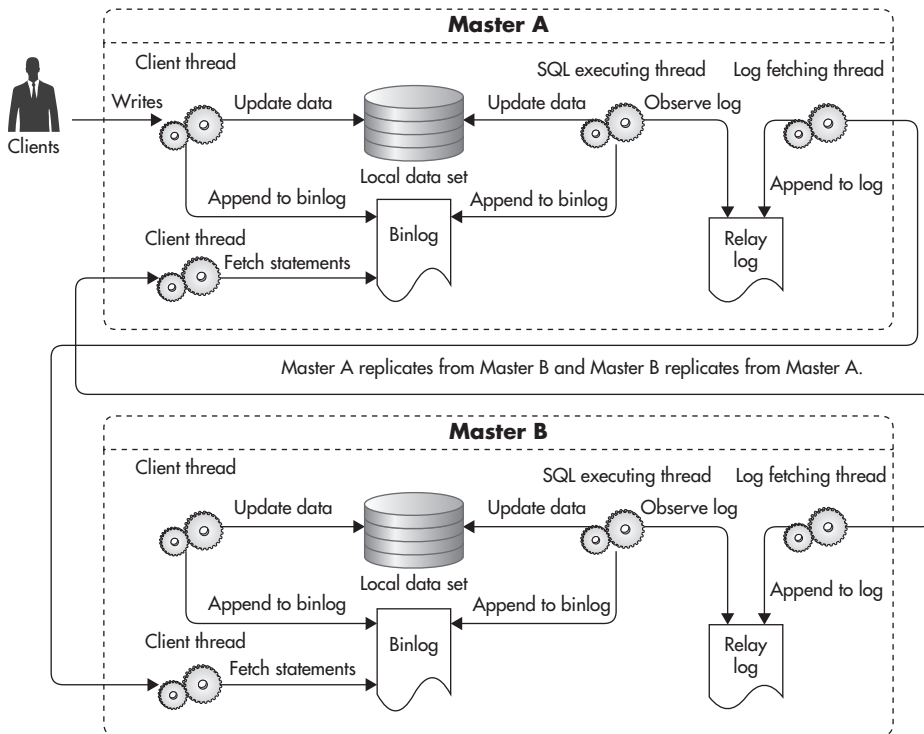 Master A
Client thread
SQL executing thread
Log fetching thread
Writes
Update data
Update data
Observe log
Clients
Local data set
Append to log
Append to binlog
Append to binlog
Client thread
Binlog
Relay
log
Fetch statements
Master A replicates from Master B and Master B replicates from Master A.
Master B
Client thread
SQL executing thread
Log fetching thread
Update data
Update data
Observe log
Local data set
Append to log
Append to binlog
Append to binlog
Client thread
Binlog
Relay
log
Fetch statements